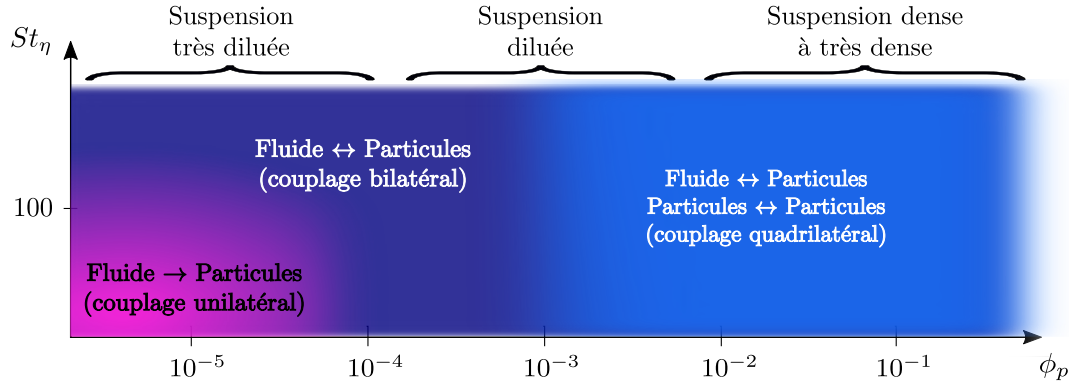 Suspension
très diluée
Suspension
diluée
Suspension dense
à très dense
St_η
Fluide ↔ Particules
(couplage bilatéral)
Fluide ↔ Particules
Particules ↔ Particules
(couplage quadrilatéral)
100
Fluide → Particules
(couplage unilatéral)
10⁻⁵
10⁻⁴
10⁻³
10⁻²
10⁻¹
ϕ_p